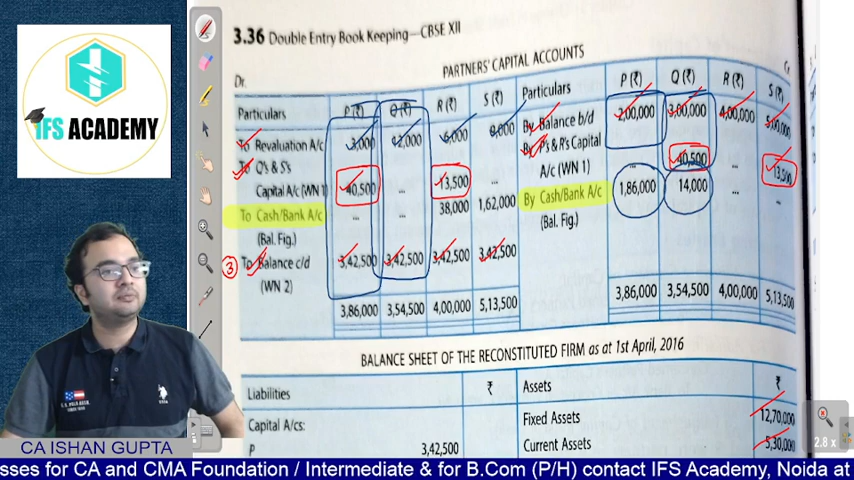 IFS ACADEMY
3.36 Double Entry Book Keeping—CBSE XII
PARTNERS' CAPITAL ACCOUNTS
Dr. Cr.
Particulars P (₹) Q (₹) R (₹) S (₹) Particulars P (₹) Q (₹) R (₹) S (₹)
To Revaluation A/c 3,000 12,000 6,000 9,000 By Balance b/d 2,00,000 3,00,000 4,00,000 5,00,000
To Q's & S's By P's & R's Capital
Capital A/c (WN 1) 40,500 ... 13,500 ... A/c (WN 1) ... 40,500 ... 13,500
To Cash/Bank A/c ... ... 38,000 1,62,000 By Cash/Bank A/c 1,86,000 14,000 ... ...
(Bal. Fig.) (Bal. Fig.)
3 To Balance c/d 3,42,500 3,42,500 3,42,500 3,42,500
(WN 2)
3,86,000 3,54,500 4,00,000 5,13,500 3,86,000 3,54,500 4,00,000 5,13,500
BALANCE SHEET OF THE RECONSTITUTED FIRM as at 1st April, 2016
Liabilities ₹ Assets ₹
Capital A/cs: Fixed Assets 12,70,000
P 3,42,500 Current Assets 5,30,000
2.8 x
CA ISHAN GUPTA
sses for CA and CMA Foundation / Intermediate & for B.Com (P/H) contact IFS Academy, Noida at